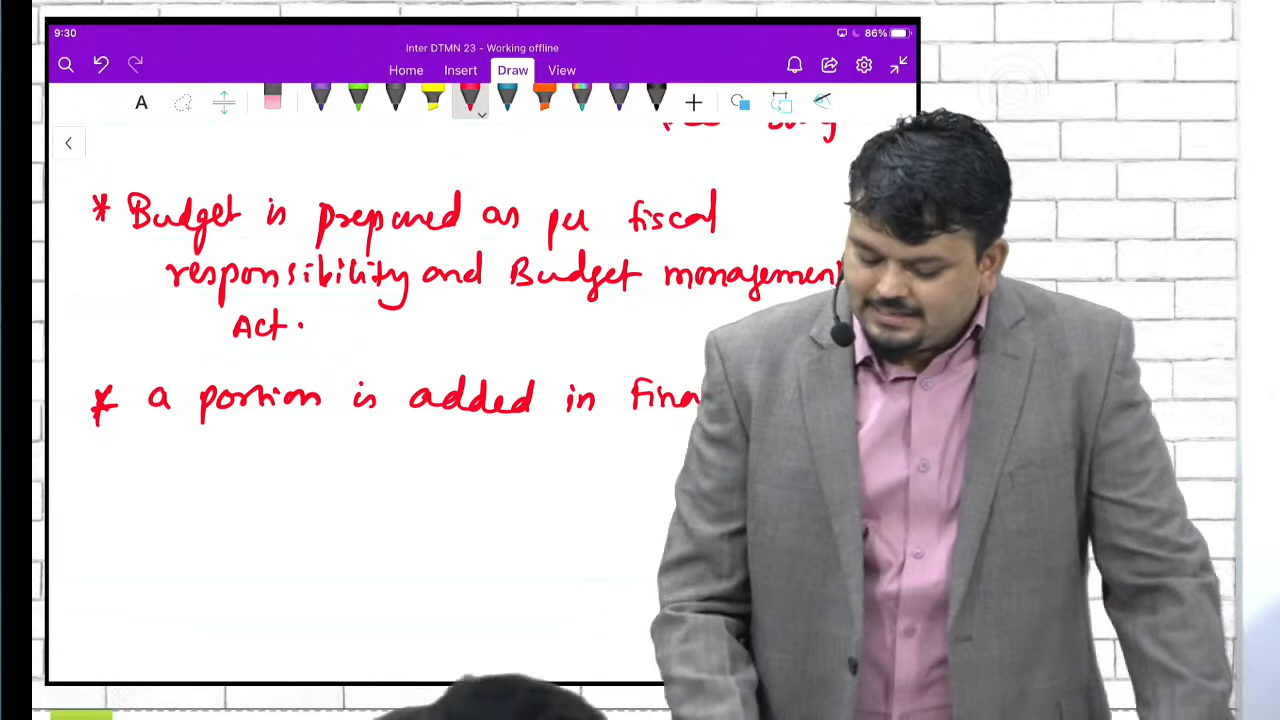 9:30
86%
Inter DTMN 23 - Working offline
Home Insert Draw View
A
* Budget is prepared as per fiscal
responsibility and Budget management
Act.
* a portion is added in